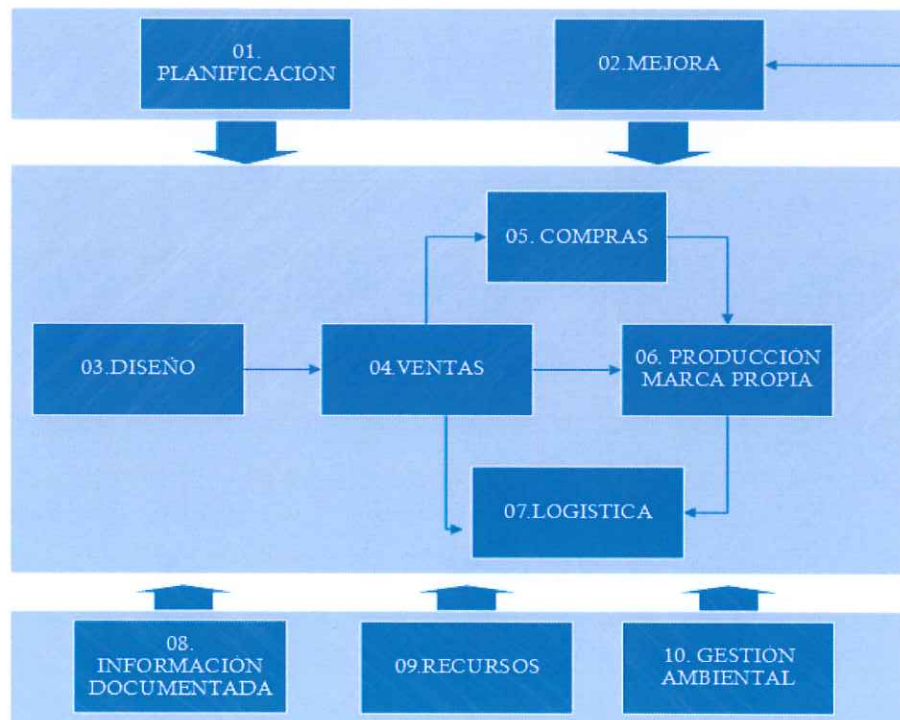 01.
PLANIFICACIÓN
02.MEJORA
05. COMPRAS
03.DISEÑO
04.VENTAS
06. PRODUCCIÓN
MARCA PROPIA
07.LOGISTICA
08.
INFORMACIÓN
DOCUMENTADA
09.RECURSOS
10. GESTIÓN
AMBIENTAL